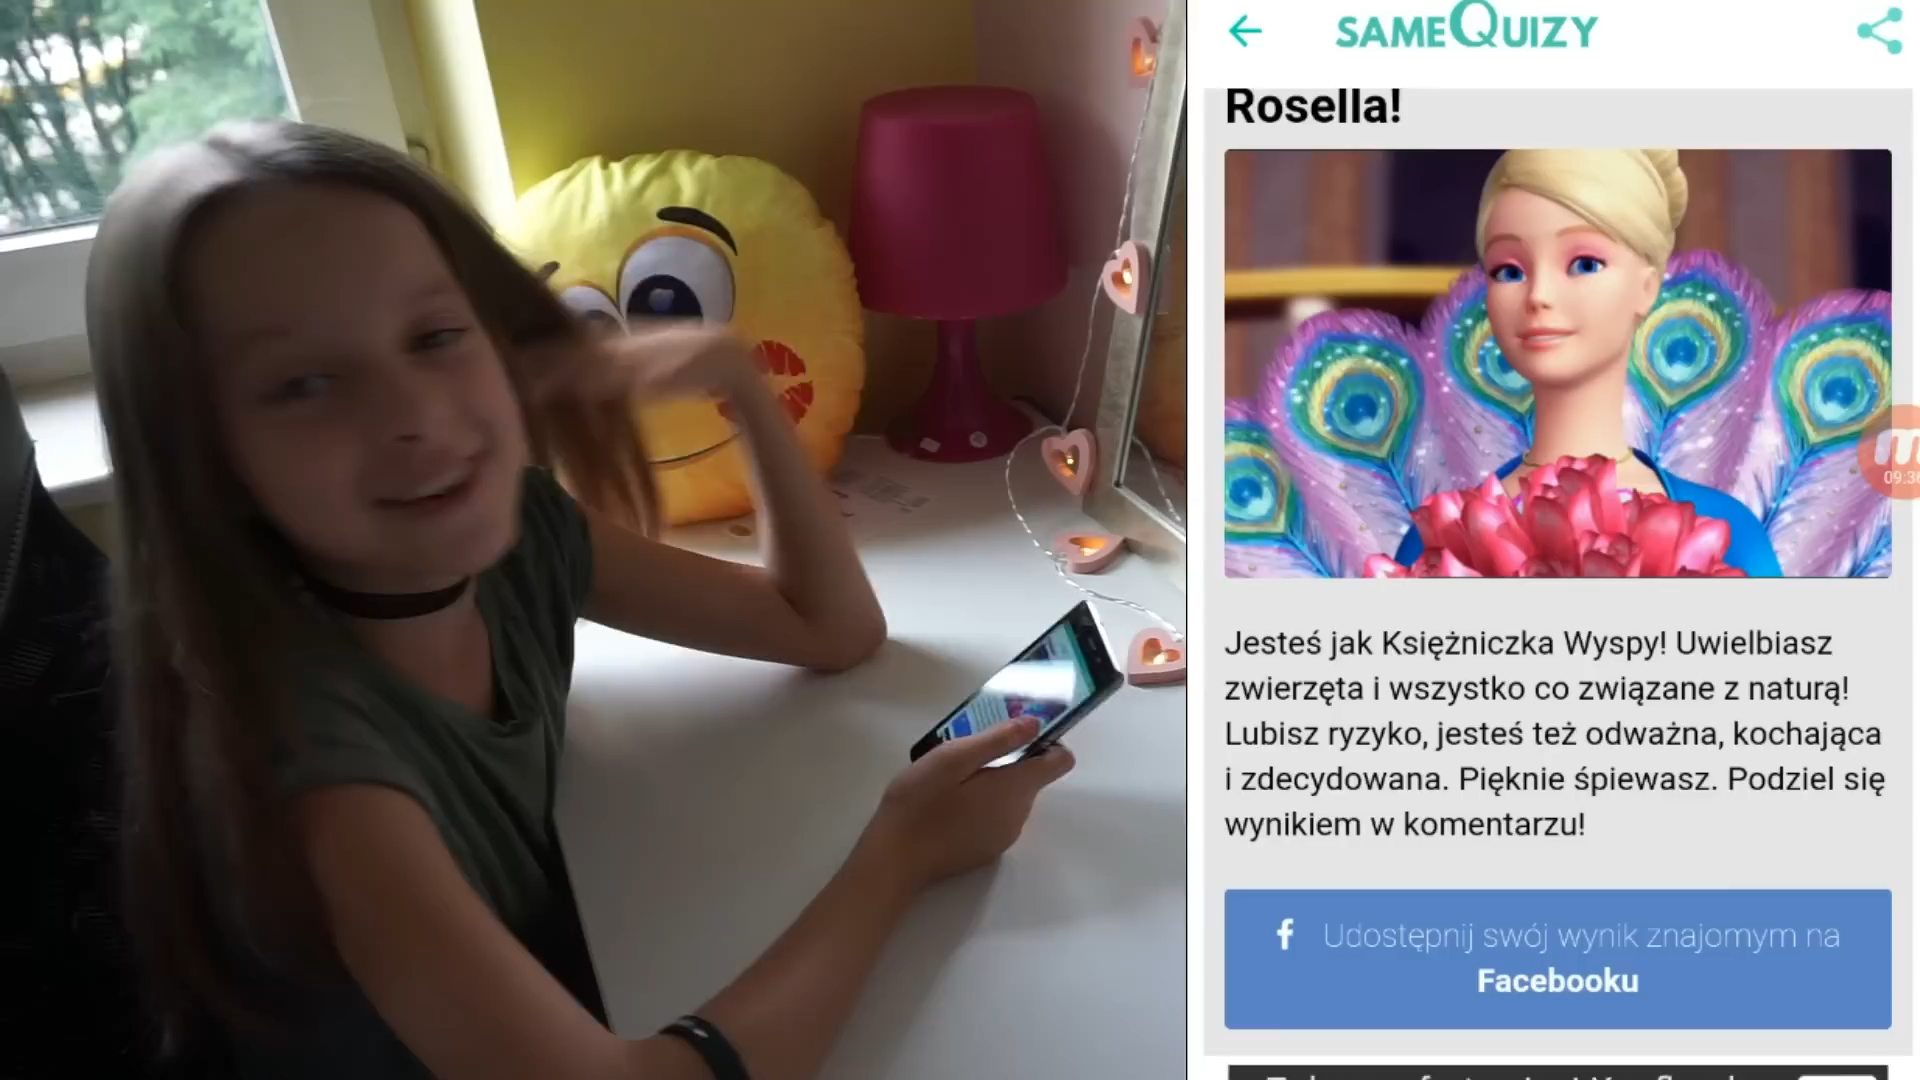 SAMEQUIZY
Rosella!
Jesteś jak Księżniczka Wyspy! Uwielbiasz
zwierzęta i wszystko co związane z naturą!
Lubisz ryzyko, jesteś też odważna, kochająca
i zdecydowana. Pięknie śpiewasz. Podziel się
wynikiem w komentarzu!
f Udostępnij swój wynik znajomym na
Facebooku